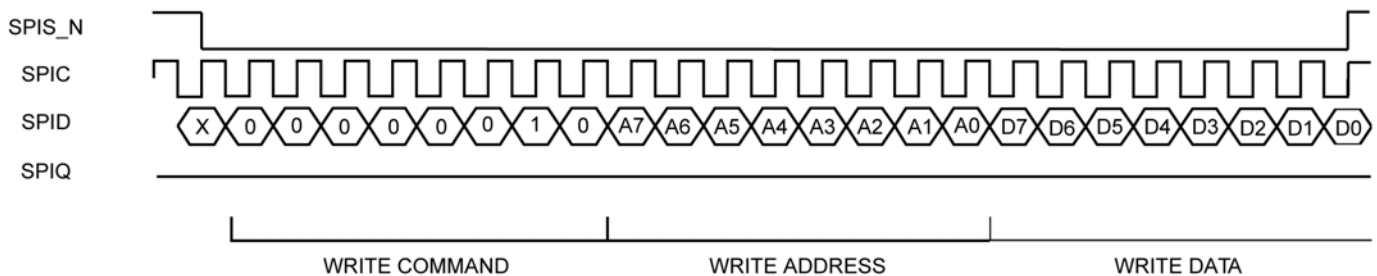 SPIS_N
SPIC
SPID X 0 0 0 0 0 0 1 0 A7 A6 A5 A4 A3 A2 A1 A0 D7 D6 D5 D4 D3 D2 D1 D0
SPIQ
WRITE COMMAND WRITE ADDRESS WRITE DATA